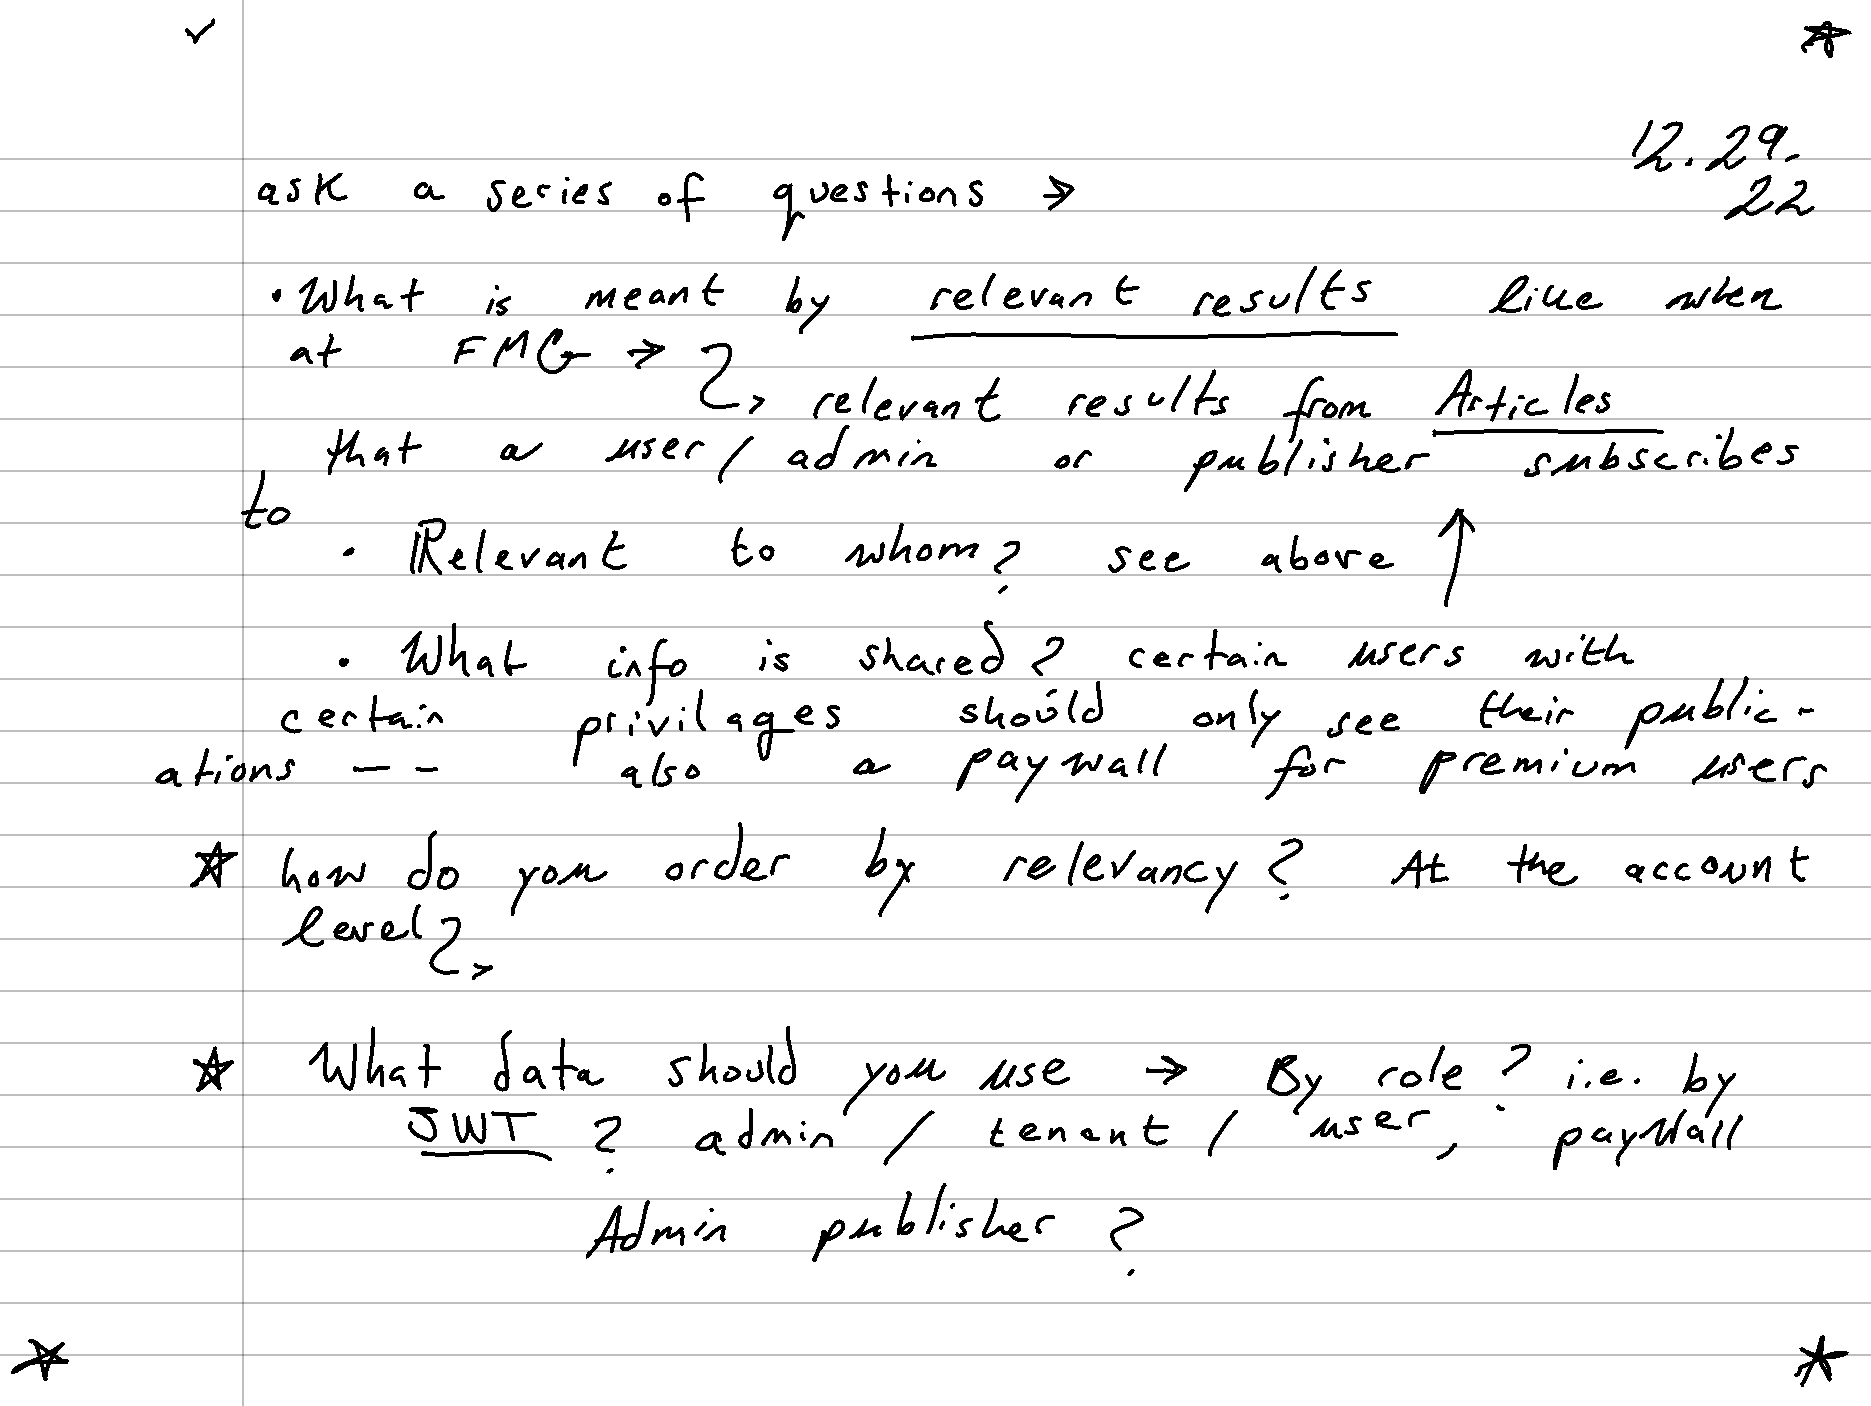 12.29.
22
ask a series of questions →
• What is meant by relevant results like when
at FMG →
relevant results from Articles
that a user / admin or publisher subscribes
to
• Relevant to whom? see above ↑
• What info is shared? certain users with
certain privilages should only see their public-
ations -- also a paywall for premium users
☆ how do you order by relevancy? At the account
level?
☆ What data should you use → By role? i.e. by
JWT? admin / tenant / user, paywall
Admin publisher?